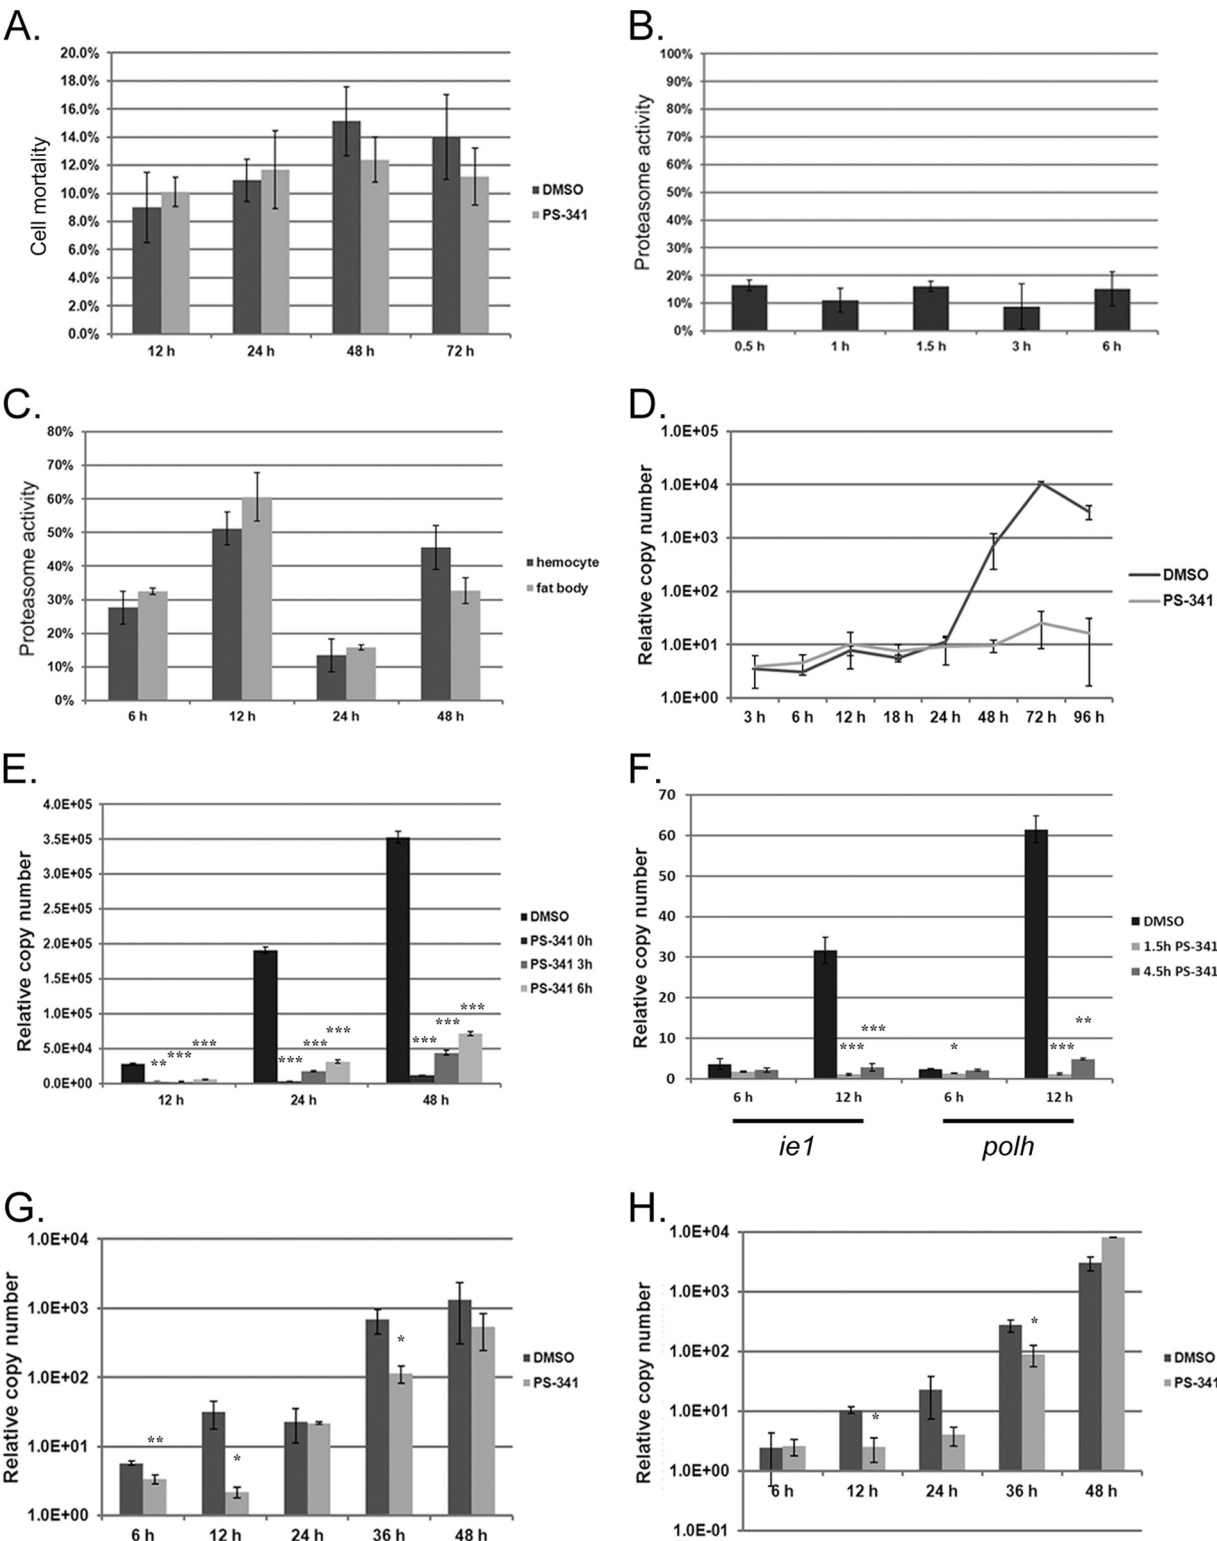 A.
20.0%
18.0%
16.0%
14.0%
12.0%
10.0%
8.0%
6.0%
4.0%
2.0%
0.0%
Cell mortality
12 h 24 h 48 h 72 h
DMSO
PS-341
B.
100%
90%
80%
70%
60%
50%
40%
30%
20%
10%
0%
Proteasome activity
0.5 h 1 h 1.5 h 3 h 6 h
C.
80%
70%
60%
50%
40%
30%
20%
10%
0%
Proteasome activity
6 h 12 h 24 h 48 h
hemocyte
fat body
D.
1.0E+05
1.0E+04
1.0E+03
1.0E+02
1.0E+01
1.0E+00
Relative copy number
3 h 6 h 12 h 18 h 24 h 48 h 72 h 96 h
DMSO
PS-341
E.
4.0E+05
3.5E+05
3.0E+05
2.5E+05
2.0E+05
1.5E+05
1.0E+05
5.0E+04
0.0E+00
Relative copy number
** *** *** *** *** *** *** *** ***
12 h 24 h 48 h
DMSO
PS-341 0h
PS-341 3h
PS-341 6h
F.
70
60
50
40
30
20
10
0
Relative copy number
*** *** * *** **
6 h 12 h 6 h 12 h
ie1 polh
DMSO
1.5h PS-341
4.5h PS-341
G.
1.0E+04
1.0E+03
1.0E+02
1.0E+01
1.0E+00
Relative copy number
** * *
6 h 12 h 24 h 36 h 48 h
DMSO
PS-341
H.
1.0E+04
1.0E+03
1.0E+02
1.0E+01
1.0E+00
1.0E-01
Relative copy number
* *
6 h 12 h 24 h 36 h 48 h
DMSO
PS-341